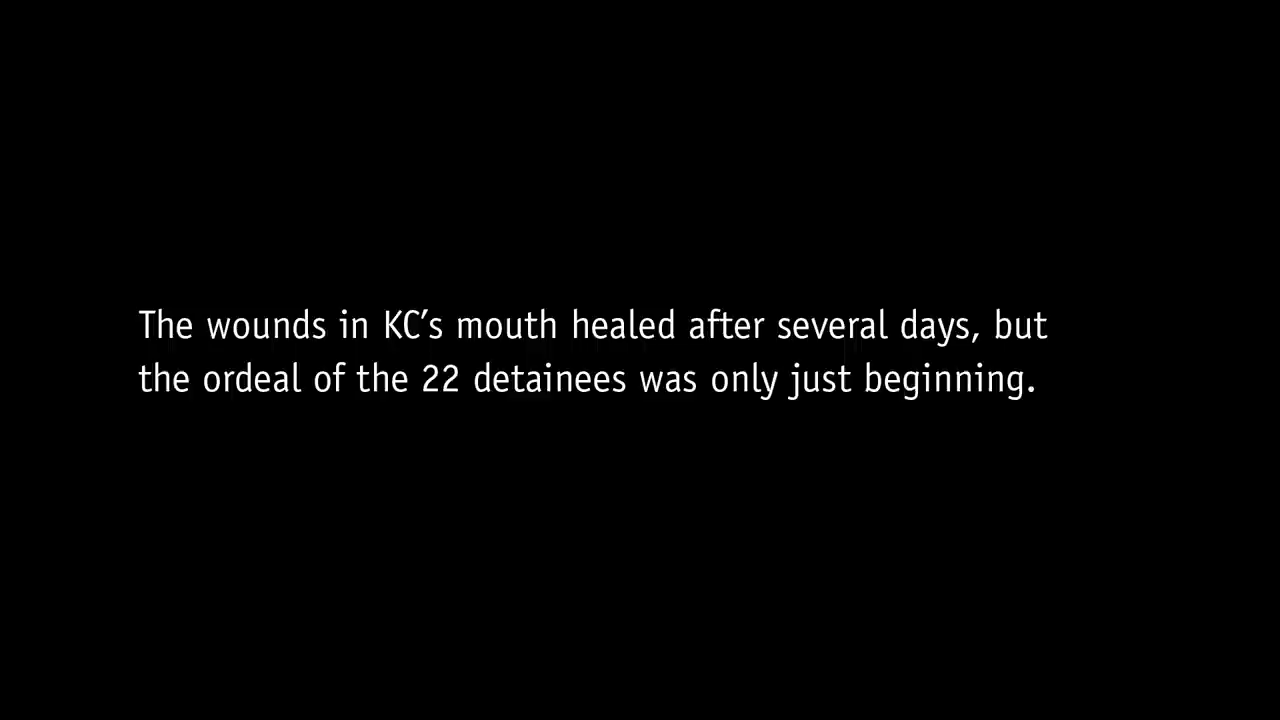 The wounds in KC’s mouth healed after several days, but
the ordeal of the 22 detainees was only just beginning.